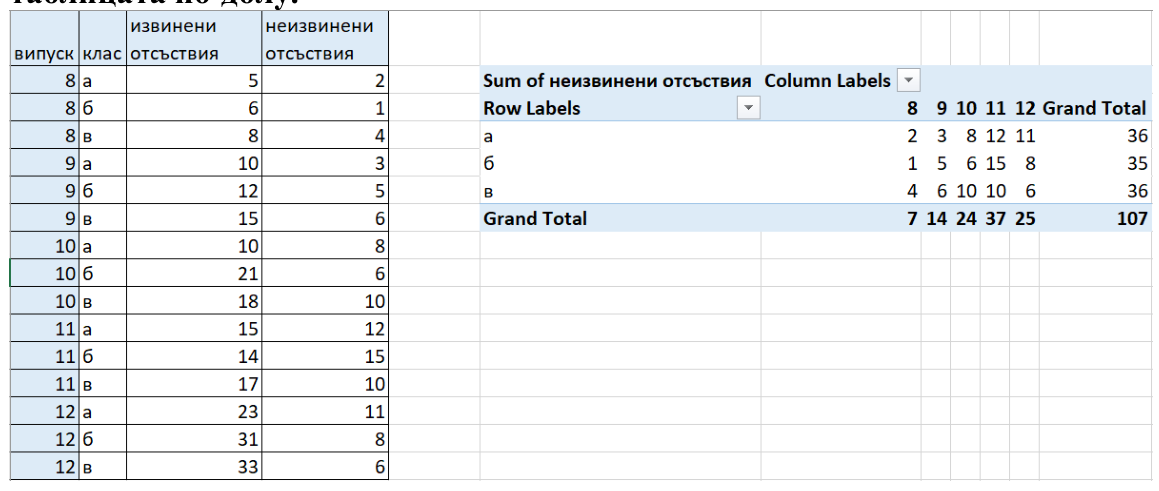 таблицата по-долу.
випуск клас извинени отсъствия неизвинени отсъствия
8 а 5 2
8 б 6 1
8 в 8 4
9 а 10 3
9 б 12 5
9 в 15 6
10 а 10 8
10 б 21 6
10 в 18 10
11 а 15 12
11 б 14 15
11 в 17 10
12 а 23 11
12 б 31 8
12 в 33 6
Sum of неизвинени отсъствия Column Labels
Row Labels 8 9 10 11 12 Grand Total
а 2 3 8 12 11 36
б 1 5 6 15 8 35
в 4 6 10 10 6 36
Grand Total 7 14 24 37 25 107